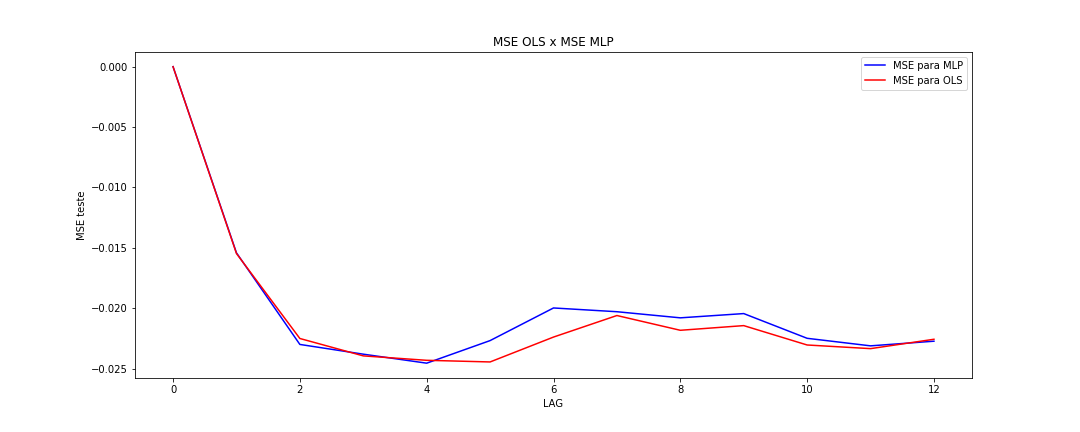 MSE OLS x MSE MLP
MSE para MLP
MSE para OLS
MSE teste
0.000
−0.005
−0.010
−0.015
−0.020
−0.025
0 2 4 6 8 10 12
LAG